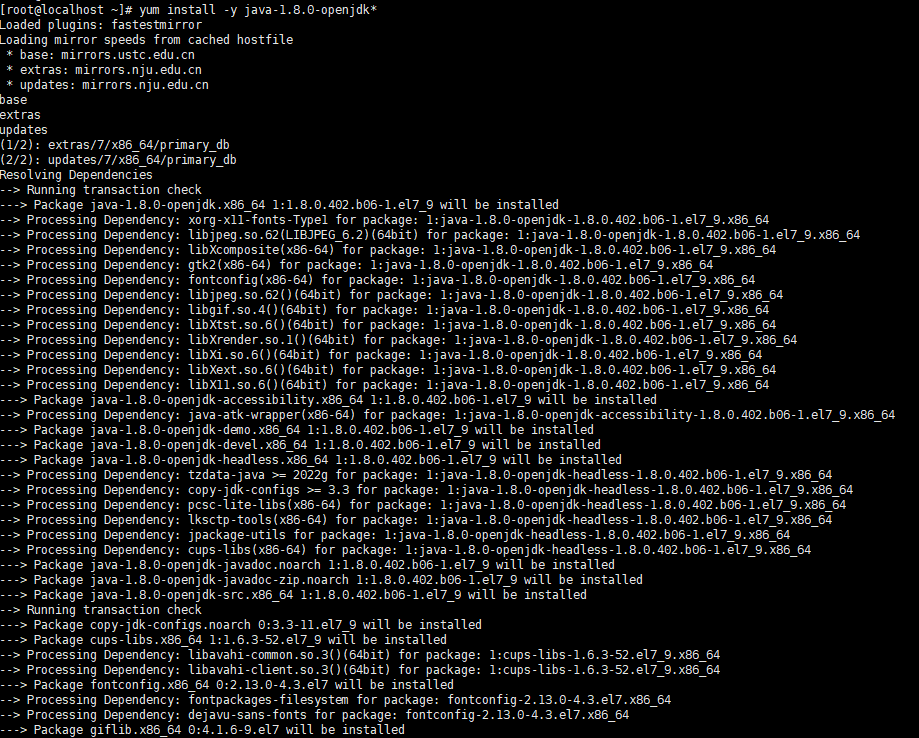 [root@localhost ~]# yum install -y java-1.8.0-openjdk*
Loaded plugins: fastestmirror
Loading mirror speeds from cached hostfile
 * base: mirrors.ustc.edu.cn
 * extras: mirrors.nju.edu.cn
 * updates: mirrors.nju.edu.cn
base
extras
updates
(1/2): extras/7/x86_64/primary_db
(2/2): updates/7/x86_64/primary_db
Resolving Dependencies
--> Running transaction check
---> Package java-1.8.0-openjdk.x86_64 1:1.8.0.402.b06-1.el7_9 will be installed
--> Processing Dependency: xorg-x11-fonts-Type1 for package: 1:java-1.8.0-openjdk-1.8.0.402.b06-1.el7_9.x86_64
--> Processing Dependency: libjpeg.so.62(LIBJPEG_6.2)(64bit) for package: 1:java-1.8.0-openjdk-1.8.0.402.b06-1.el7_9.x86_64
--> Processing Dependency: libXcomposite(x86-64) for package: 1:java-1.8.0-openjdk-1.8.0.402.b06-1.el7_9.x86_64
--> Processing Dependency: gtk2(x86-64) for package: 1:java-1.8.0-openjdk-1.8.0.402.b06-1.el7_9.x86_64
--> Processing Dependency: fontconfig(x86-64) for package: 1:java-1.8.0-openjdk-1.8.0.402.b06-1.el7_9.x86_64
--> Processing Dependency: libjpeg.so.62()(64bit) for package: 1:java-1.8.0-openjdk-1.8.0.402.b06-1.el7_9.x86_64
--> Processing Dependency: libgif.so.4()(64bit) for package: 1:java-1.8.0-openjdk-1.8.0.402.b06-1.el7_9.x86_64
--> Processing Dependency: libXtst.so.6()(64bit) for package: 1:java-1.8.0-openjdk-1.8.0.402.b06-1.el7_9.x86_64
--> Processing Dependency: libXrender.so.1()(64bit) for package: 1:java-1.8.0-openjdk-1.8.0.402.b06-1.el7_9.x86_64
--> Processing Dependency: libXi.so.6()(64bit) for package: 1:java-1.8.0-openjdk-1.8.0.402.b06-1.el7_9.x86_64
--> Processing Dependency: libXext.so.6()(64bit) for package: 1:java-1.8.0-openjdk-1.8.0.402.b06-1.el7_9.x86_64
--> Processing Dependency: libX11.so.6()(64bit) for package: 1:java-1.8.0-openjdk-1.8.0.402.b06-1.el7_9.x86_64
---> Package java-1.8.0-openjdk-accessibility.x86_64 1:1.8.0.402.b06-1.el7_9 will be installed
--> Processing Dependency: java-atk-wrapper(x86-64) for package: 1:java-1.8.0-openjdk-accessibility-1.8.0.402.b06-1.el7_9.x86_64
---> Package java-1.8.0-openjdk-demo.x86_64 1:1.8.0.402.b06-1.el7_9 will be installed
---> Package java-1.8.0-openjdk-devel.x86_64 1:1.8.0.402.b06-1.el7_9 will be installed
---> Package java-1.8.0-openjdk-headless.x86_64 1:1.8.0.402.b06-1.el7_9 will be installed
--> Processing Dependency: tzdata-java >= 2022g for package: 1:java-1.8.0-openjdk-headless-1.8.0.402.b06-1.el7_9.x86_64
--> Processing Dependency: copy-jdk-configs >= 3.3 for package: 1:java-1.8.0-openjdk-headless-1.8.0.402.b06-1.el7_9.x86_64
--> Processing Dependency: pcsc-lite-libs(x86-64) for package: 1:java-1.8.0-openjdk-headless-1.8.0.402.b06-1.el7_9.x86_64
--> Processing Dependency: lksctp-tools(x86-64) for package: 1:java-1.8.0-openjdk-headless-1.8.0.402.b06-1.el7_9.x86_64
--> Processing Dependency: jpackage-utils for package: 1:java-1.8.0-openjdk-headless-1.8.0.402.b06-1.el7_9.x86_64
--> Processing Dependency: cups-libs(x86-64) for package: 1:java-1.8.0-openjdk-headless-1.8.0.402.b06-1.el7_9.x86_64
---> Package java-1.8.0-openjdk-javadoc.noarch 1:1.8.0.402.b06-1.el7_9 will be installed
---> Package java-1.8.0-openjdk-javadoc-zip.noarch 1:1.8.0.402.b06-1.el7_9 will be installed
---> Package java-1.8.0-openjdk-src.x86_64 1:1.8.0.402.b06-1.el7_9 will be installed
--> Running transaction check
---> Package copy-jdk-configs.noarch 0:3.3-11.el7_9 will be installed
---> Package cups-libs.x86_64 1:1.6.3-52.el7_9 will be installed
--> Processing Dependency: libavahi-common.so.3()(64bit) for package: 1:cups-libs-1.6.3-52.el7_9.x86_64
--> Processing Dependency: libavahi-client.so.3()(64bit) for package: 1:cups-libs-1.6.3-52.el7_9.x86_64
---> Package fontconfig.x86_64 0:2.13.0-4.3.el7 will be installed
--> Processing Dependency: fontpackages-filesystem for package: fontconfig-2.13.0-4.3.el7.x86_64
--> Processing Dependency: dejavu-sans-fonts for package: fontconfig-2.13.0-4.3.el7.x86_64
---> Package giflib.x86_64 0:4.1.6-9.el7 will be installed